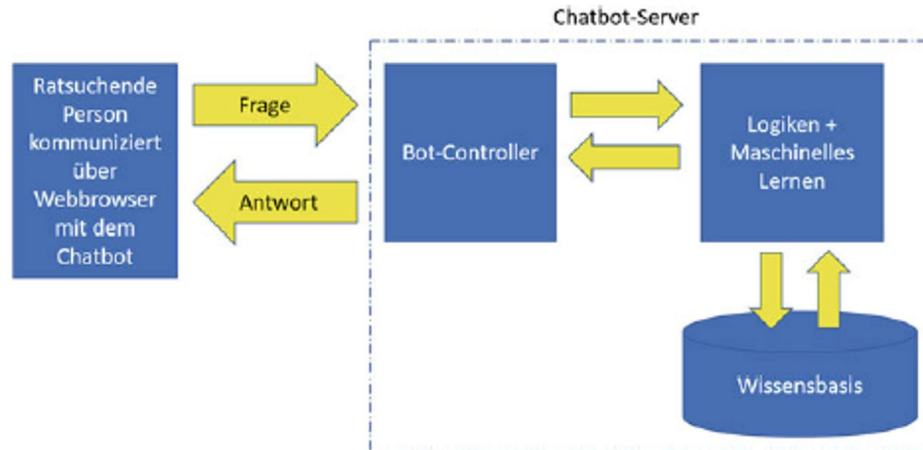 Chatbot-Server
Ratsuchende
Person
kommuniziert
über
Webbrowser
mit dem
Chatbot
Frage
Antwort
Bot-Controller
Logiken +
Maschinelles
Lernen
Wissensbasis